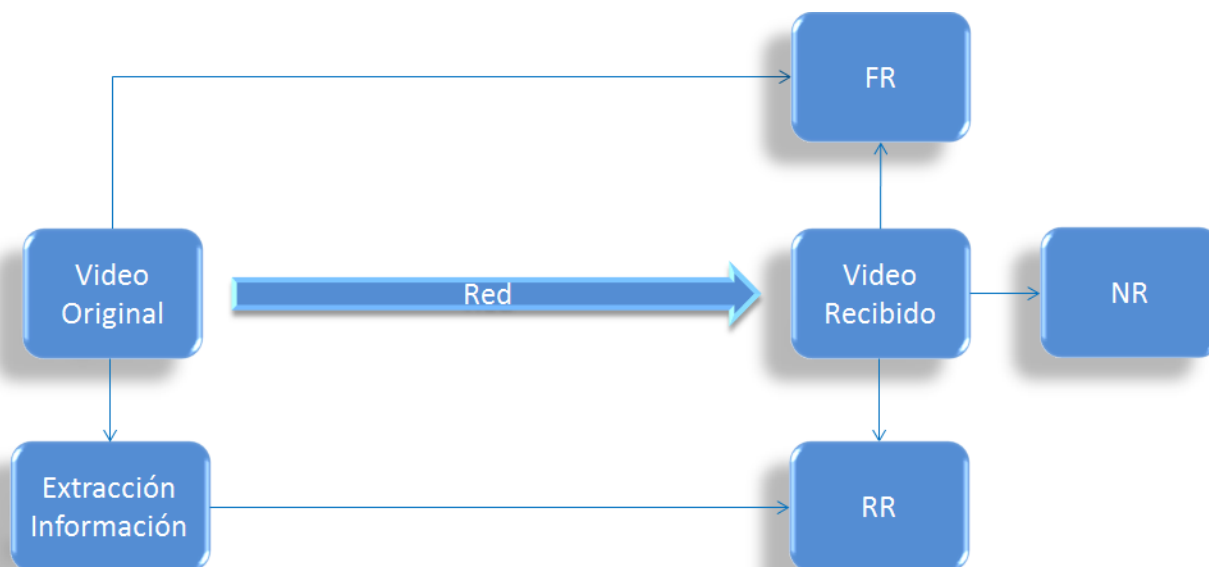 FR
Video
Original
Red
Video
Recibido
NR
Extracción
Información
RR